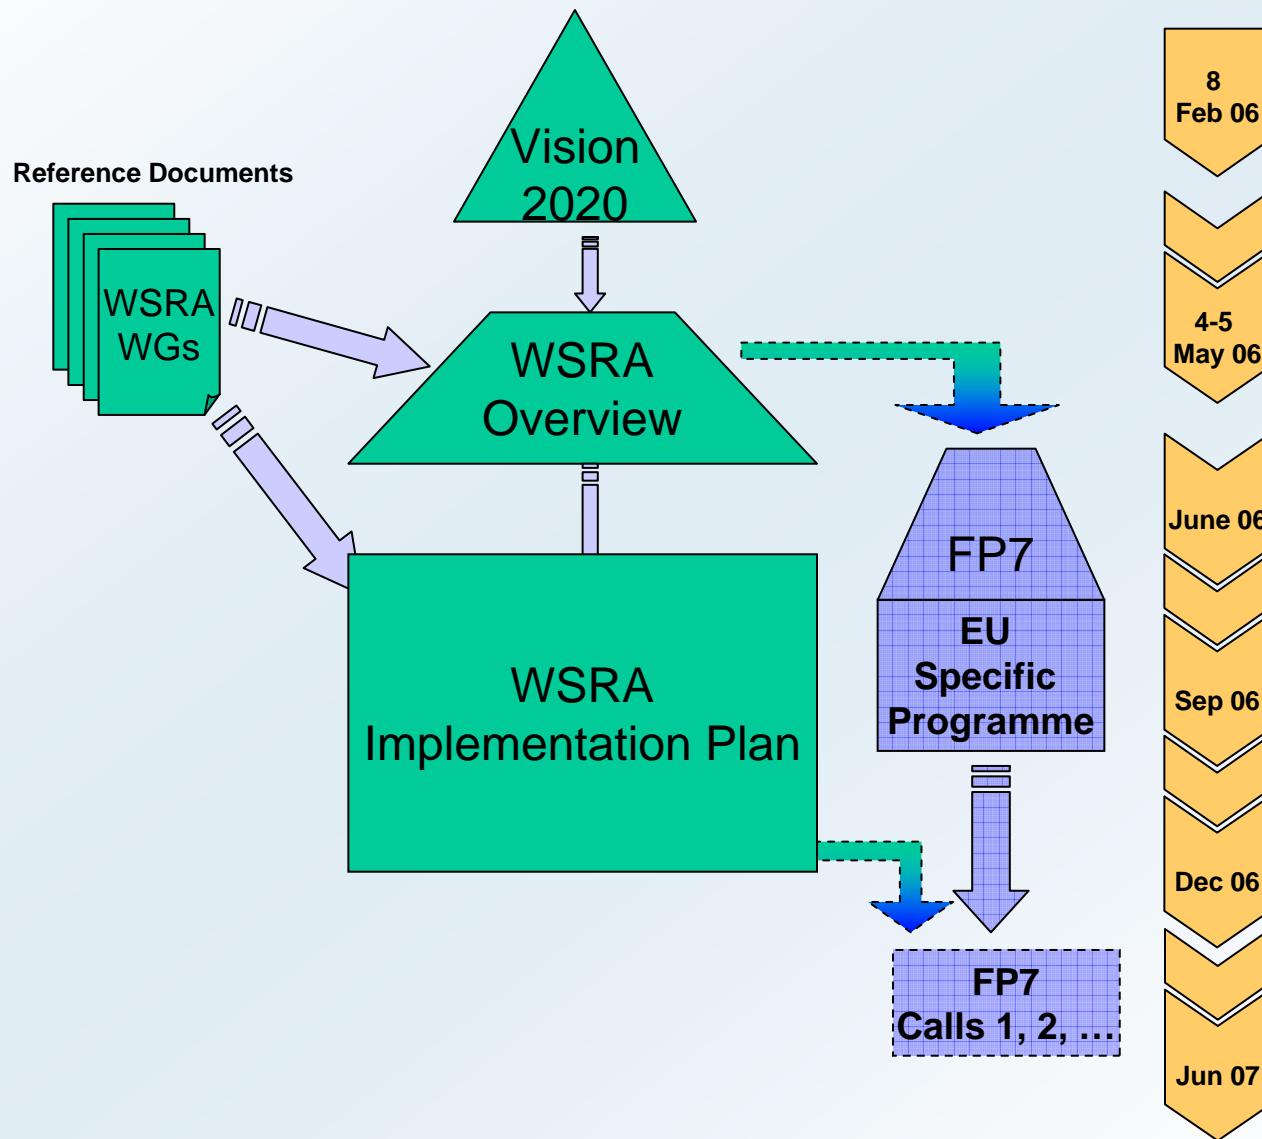 Vision
2020
Reference Documents
WSRA
WGs
WSRA
Overview
WSRA
Implementation Plan
FP7
EU
Specific
Programme
FP7
Calls 1, 2, ...
8
Feb 06
4-5
May 06
June 06
Sep 06
Dec 06
Jun 07